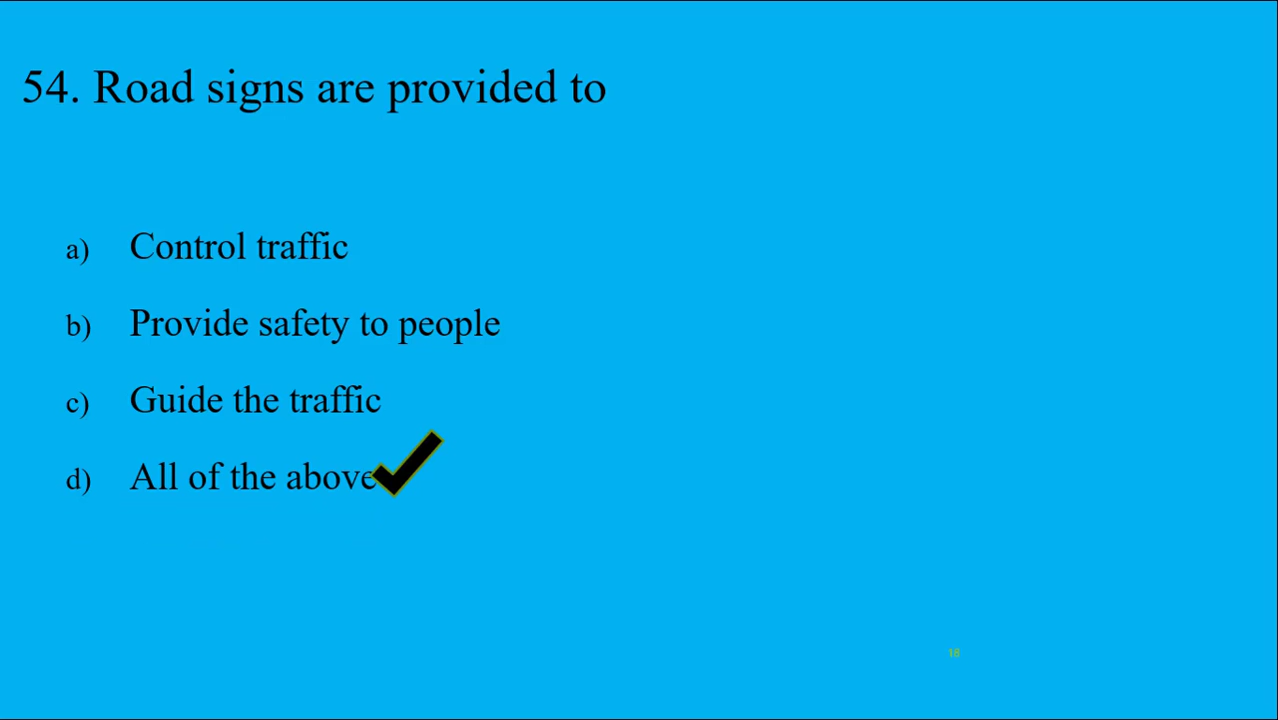 54. Road signs are provided to
a) Control traffic
b) Provide safety to people
c) Guide the traffic
d) All of the above
18